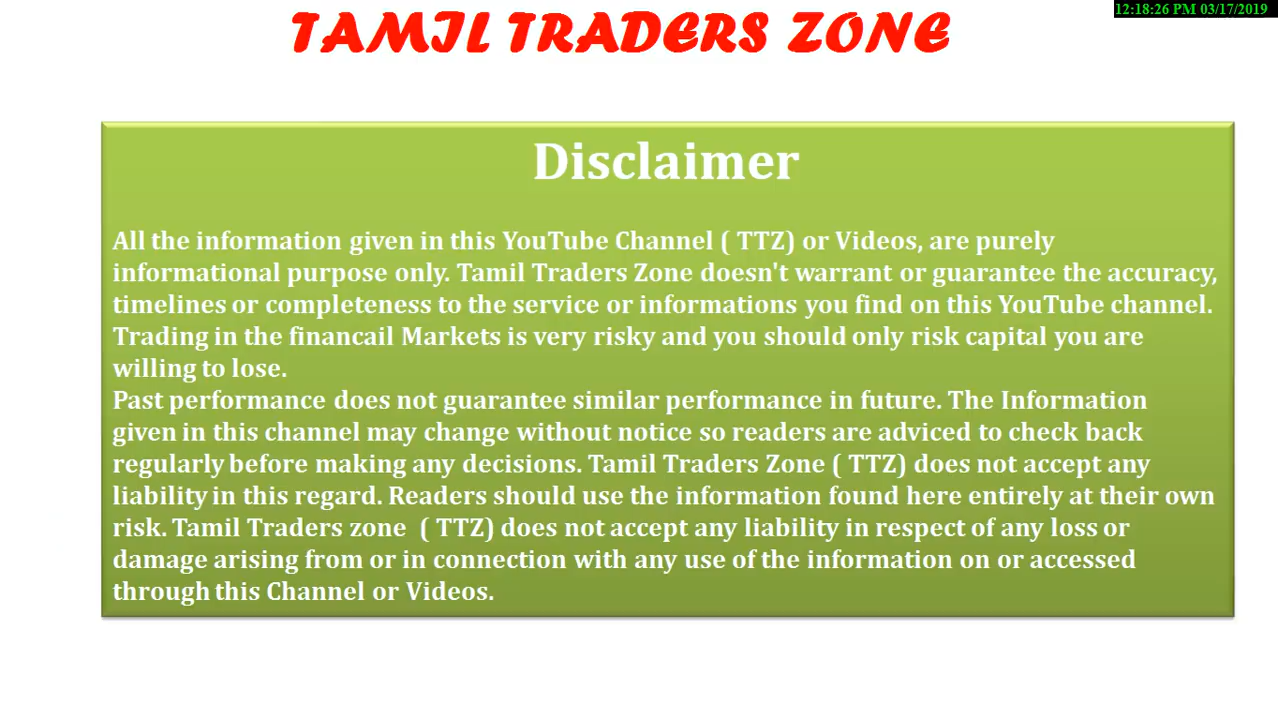 12:18:26 PM 03/17/2019
TAMIL TRADERS ZONE
Disclaimer
All the information given in this YouTube Channel ( TTZ) or Videos, are purely
informational purpose only. Tamil Traders Zone doesn't warrant or guarantee the accuracy,
timelines or completeness to the service or informations you find on this YouTube channel.
Trading in the financail Markets is very risky and you should only risk capital you are
willing to lose.
Past performance does not guarantee similar performance in future. The Information
given in this channel may change without notice so readers are adviced to check back
regularly before making any decisions. Tamil Traders Zone ( TTZ) does not accept any
liability in this regard. Readers should use the information found here entirely at their own
risk. Tamil Traders zone  ( TTZ) does not accept any liability in respect of any loss or
damage arising from or in connection with any use of the information on or accessed
through this Channel or Videos.